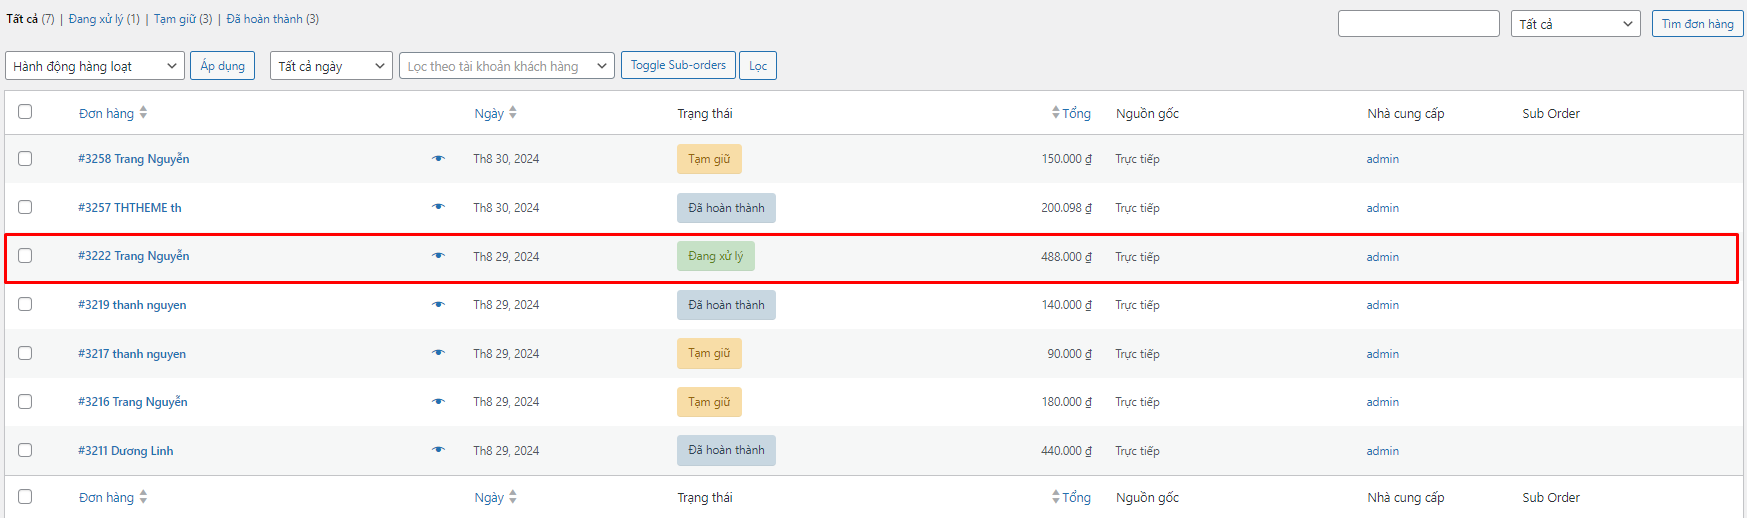 Tất cả (7) | Đang xử lý (1) | Tạm giữ (3) | Đã hoàn thành (3)
Tất cả Tìm đơn hàng
Hành động hàng loạt Áp dụng Tất cả ngày Lọc theo tài khoản khách hàng Toggle Sub-orders Lọc
Đơn hàng Ngày Trạng thái Tổng Nguồn gốc Nhà cung cấp Sub Order
#3258 Trang Nguyễn Th8 30, 2024 Tạm giữ 150.000 ₫ Trực tiếp admin
#3257 THTHEME th Th8 30, 2024 Đã hoàn thành 200.098 ₫ Trực tiếp admin
#3222 Trang Nguyễn Th8 29, 2024 Đang xử lý 488.000 ₫ Trực tiếp admin
#3219 thanh nguyen Th8 29, 2024 Đã hoàn thành 140.000 ₫ Trực tiếp admin
#3217 thanh nguyen Th8 29, 2024 Tạm giữ 90.000 ₫ Trực tiếp admin
#3216 Trang Nguyễn Th8 29, 2024 Tạm giữ 180.000 ₫ Trực tiếp admin
#3211 Dương Linh Th8 29, 2024 Đã hoàn thành 440.000 ₫ Trực tiếp admin
Đơn hàng Ngày Trạng thái Tổng Nguồn gốc Nhà cung cấp Sub Order